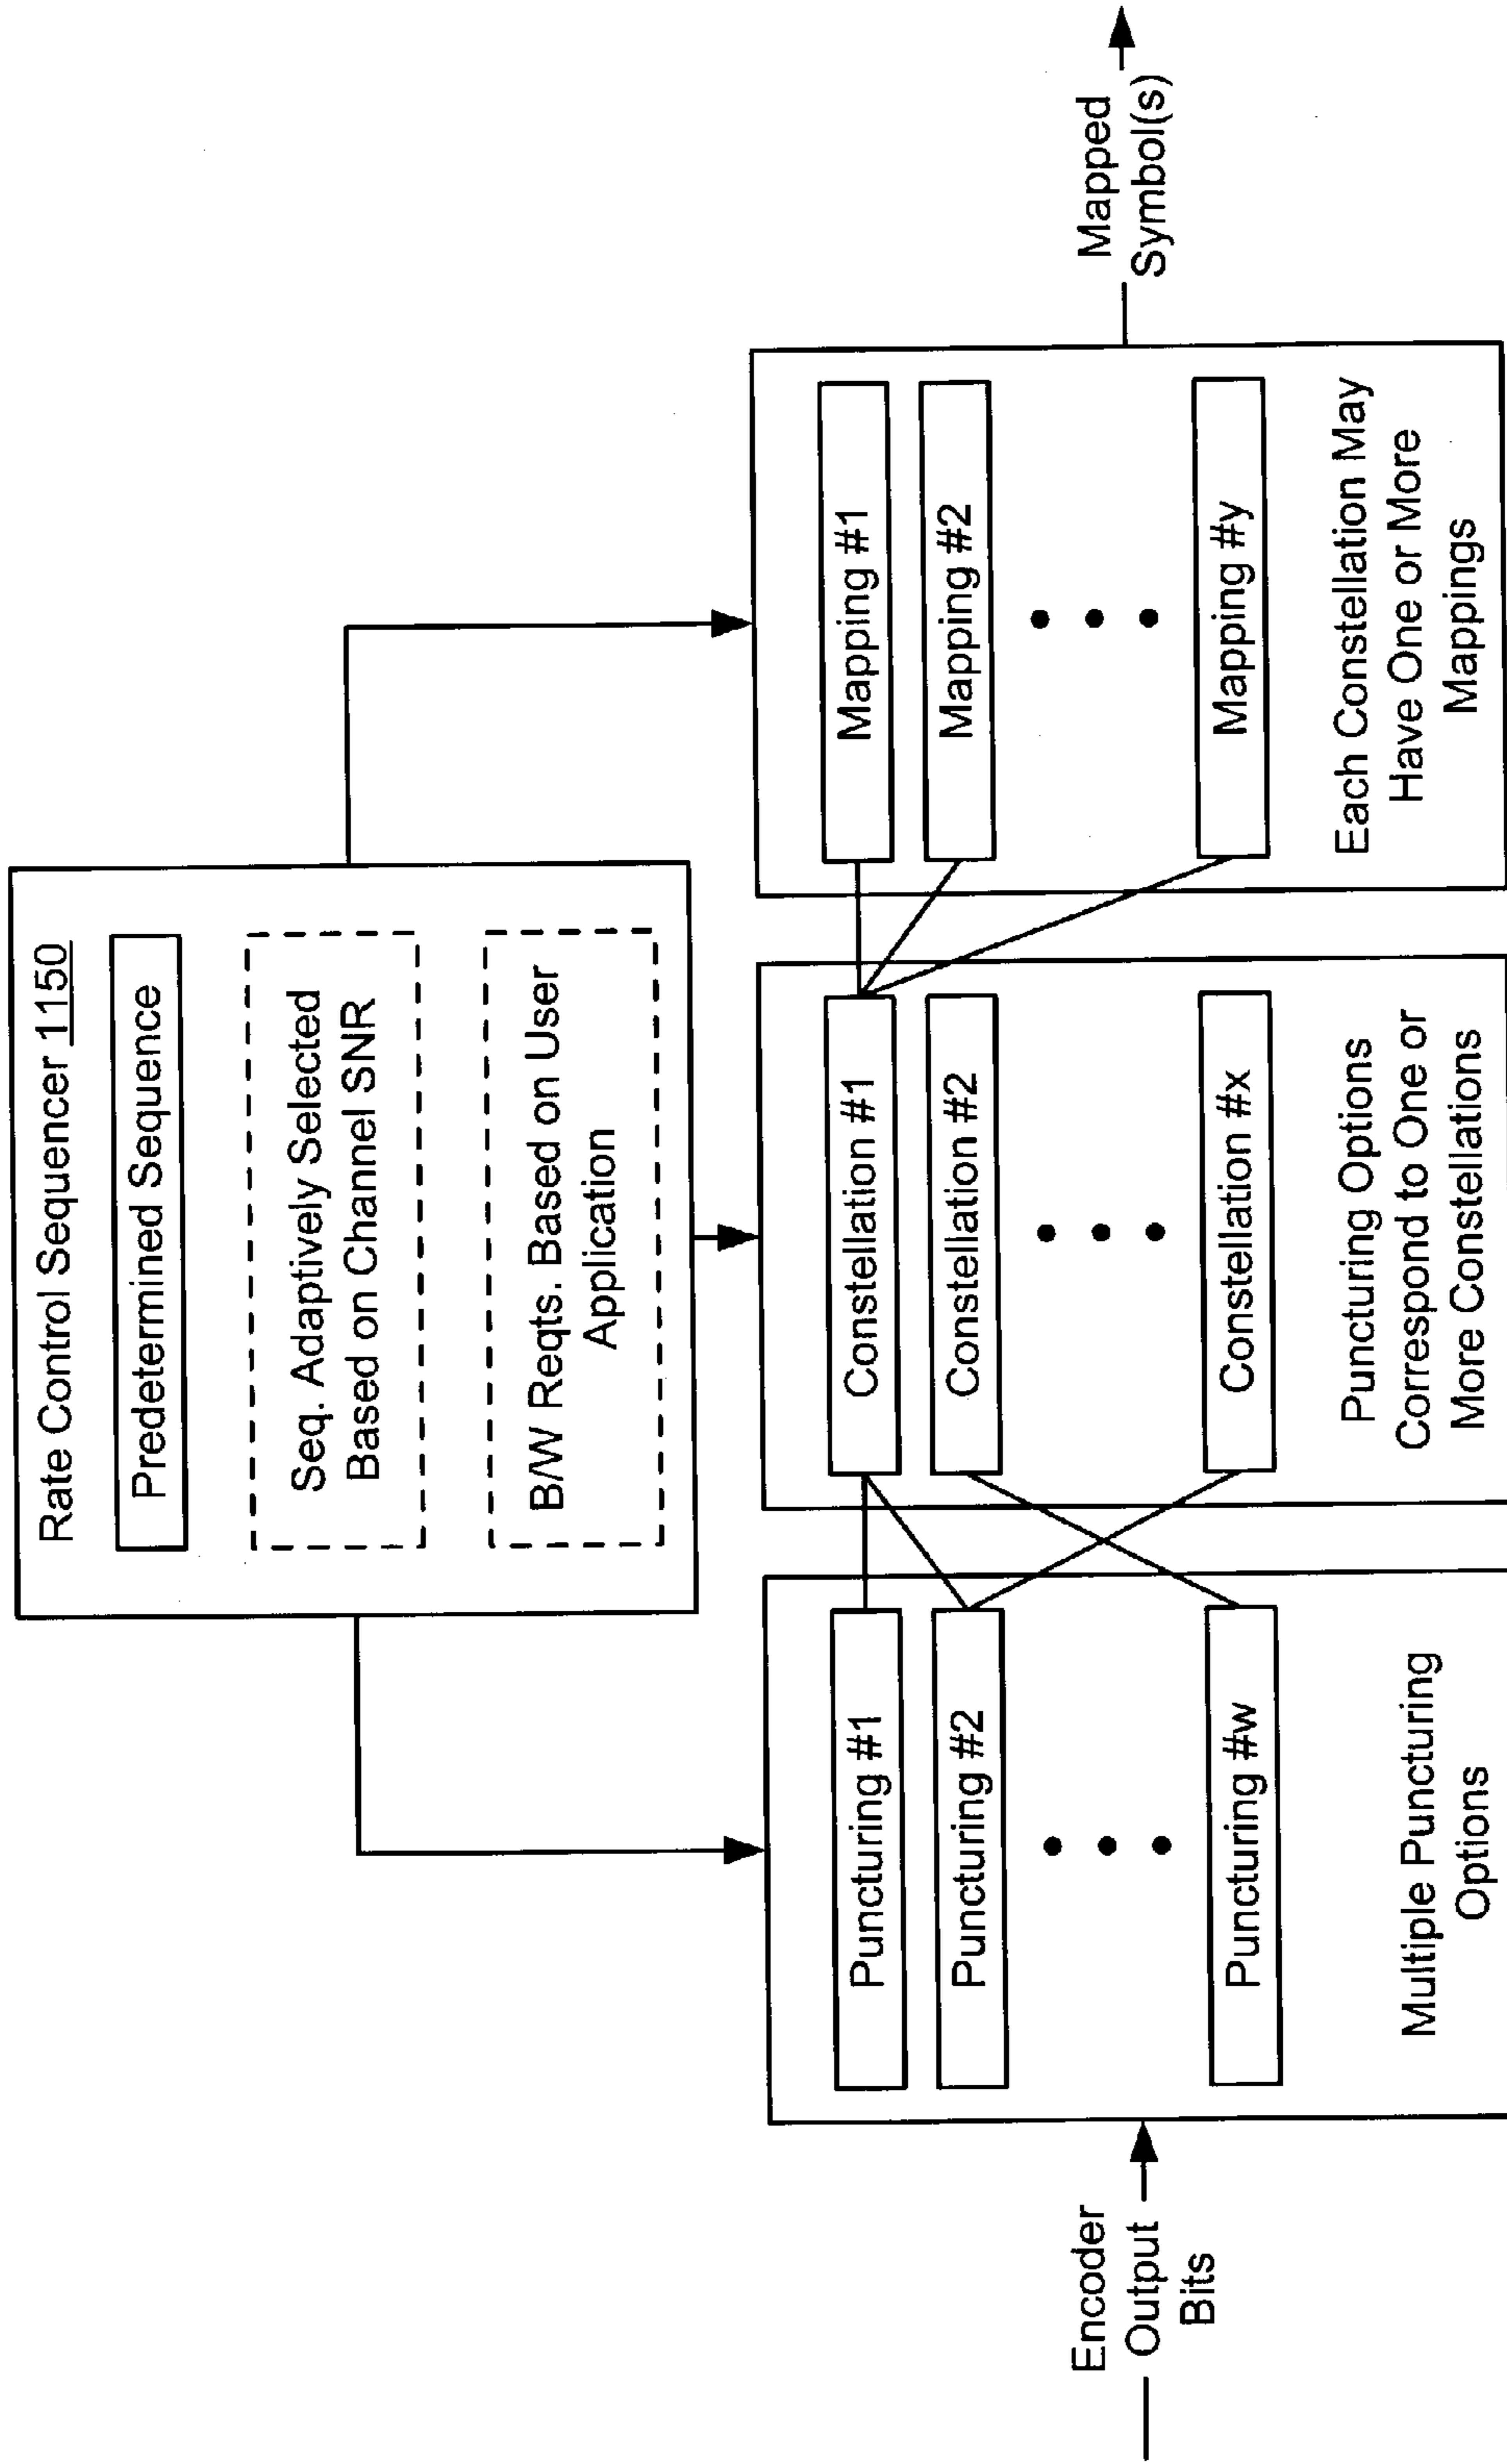 Rate Control Sequencer 1150
Predetermined Sequence
Seq. Adaptively Selected
Based on Channel SNR
B/W Reqts. Based on User
Application
Encoder
Output
Bits
Puncturing #1
Puncturing #2
Puncturing #w
Multiple Puncturing
Options
Constellation #1
Constellation #2
Constellation #x
Puncturing Options
Correspond to One or
More Constellations
Mapping #1
Mapping #2
Mapping #y
Each Constellation May
Have One or More
Mappings
Mapped
Symbol(s)